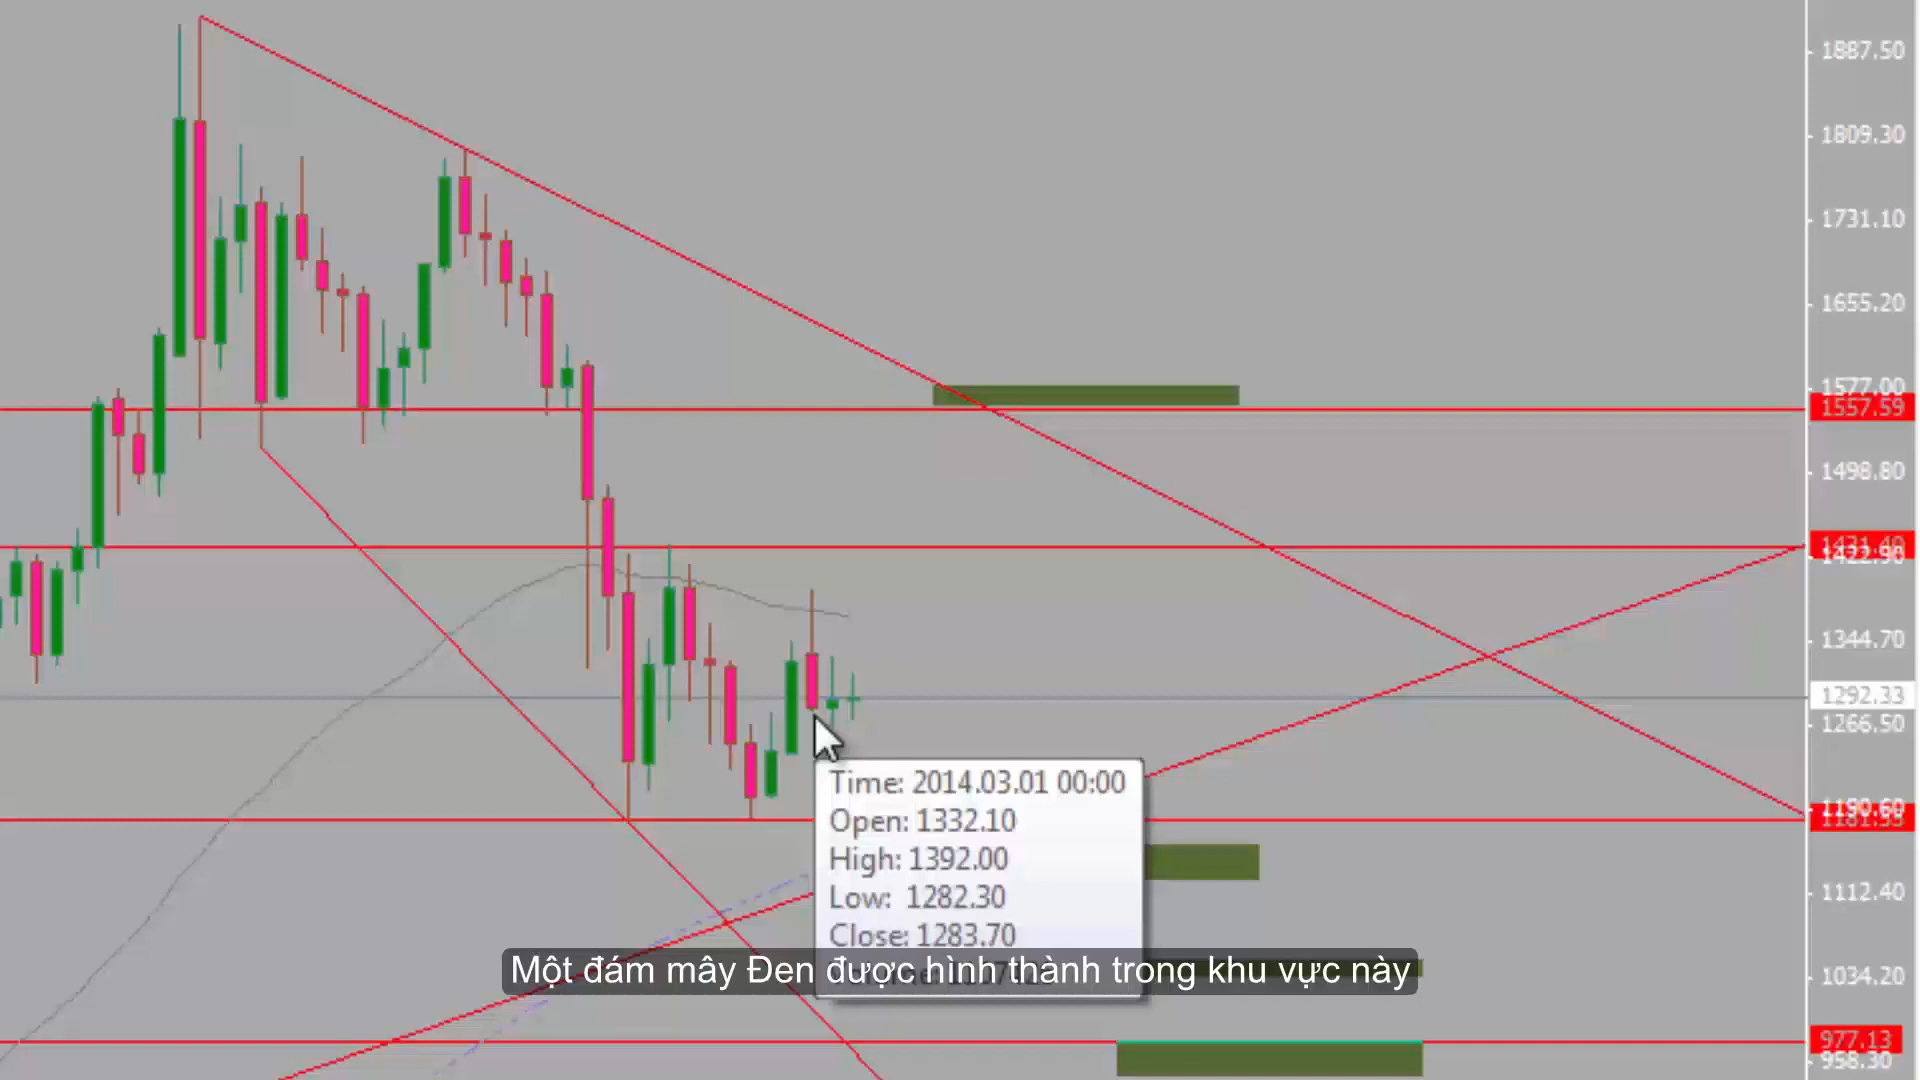 1887.50
1809.30
1731.10
1655.20
1577.00
1557.59
1498.80
1344.70
1292.33
1266.50
Time: 2014.03.01 00:00
Open: 1332.10
High: 1392.00
Low: 1282.30
Close: 1283.70
1112.40
Một đám mây Đen được hình thành trong khu vực này
1034.20
977.13
958.30